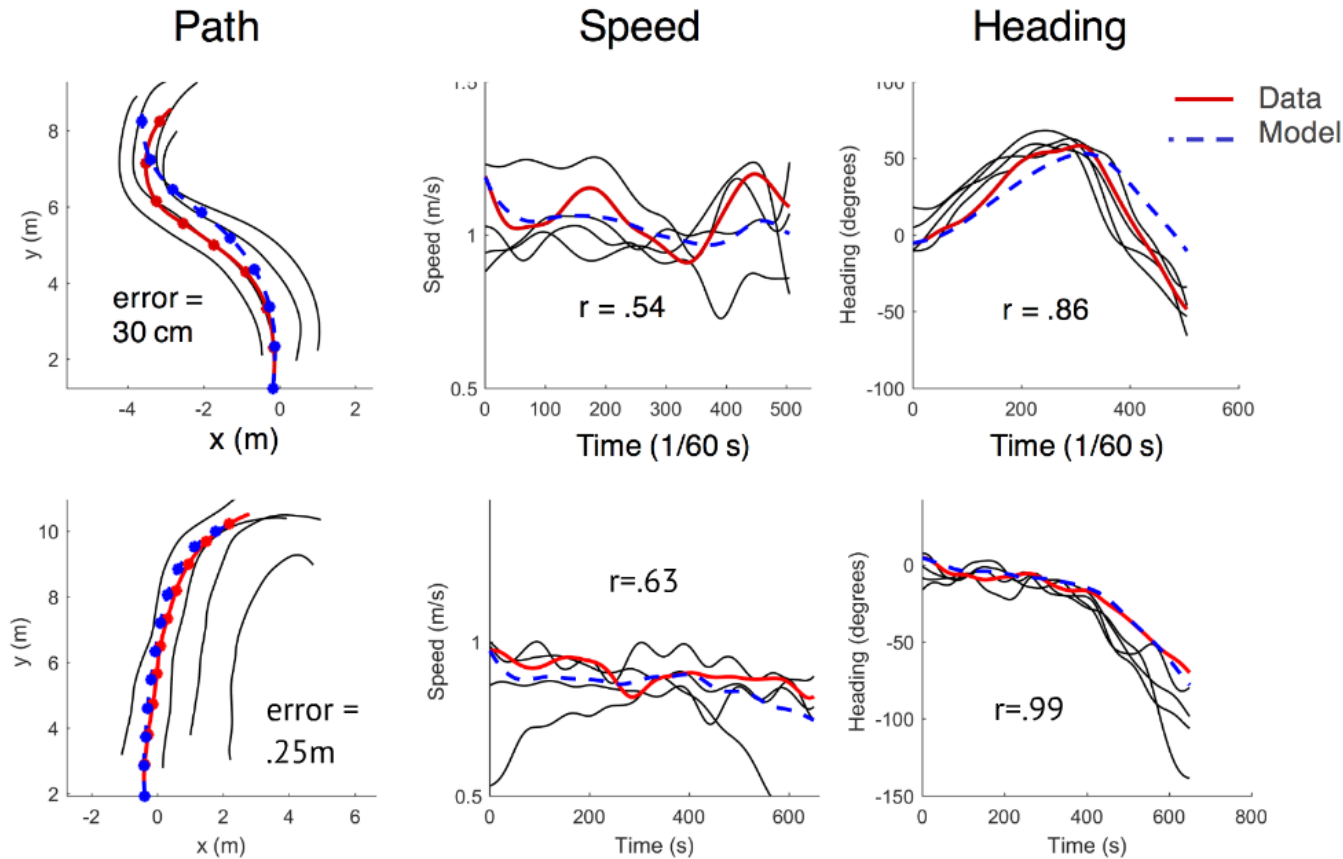 Path
Speed
Heading
y (m)
8
6
4
2
error =
30 cm
-4
-2
0
2
x (m)
Speed (m/s)
1.5
1
0.5
r = .54
0
100
200
300
400
500
Time (1/60 s)
Heading (degrees)
100
50
0
-50
-100
r = .86
0
200
400
600
Time (1/60 s)
Data
Model
y (m)
10
8
6
4
2
error =
.25m
-2
0
2
4
6
x (m)
Speed (m/s)
1
0.5
r=.63
0
200
400
600
Time (s)
Heading (degrees)
0
-50
-100
-150
r=.99
0
200
400
600
800
Time (s)